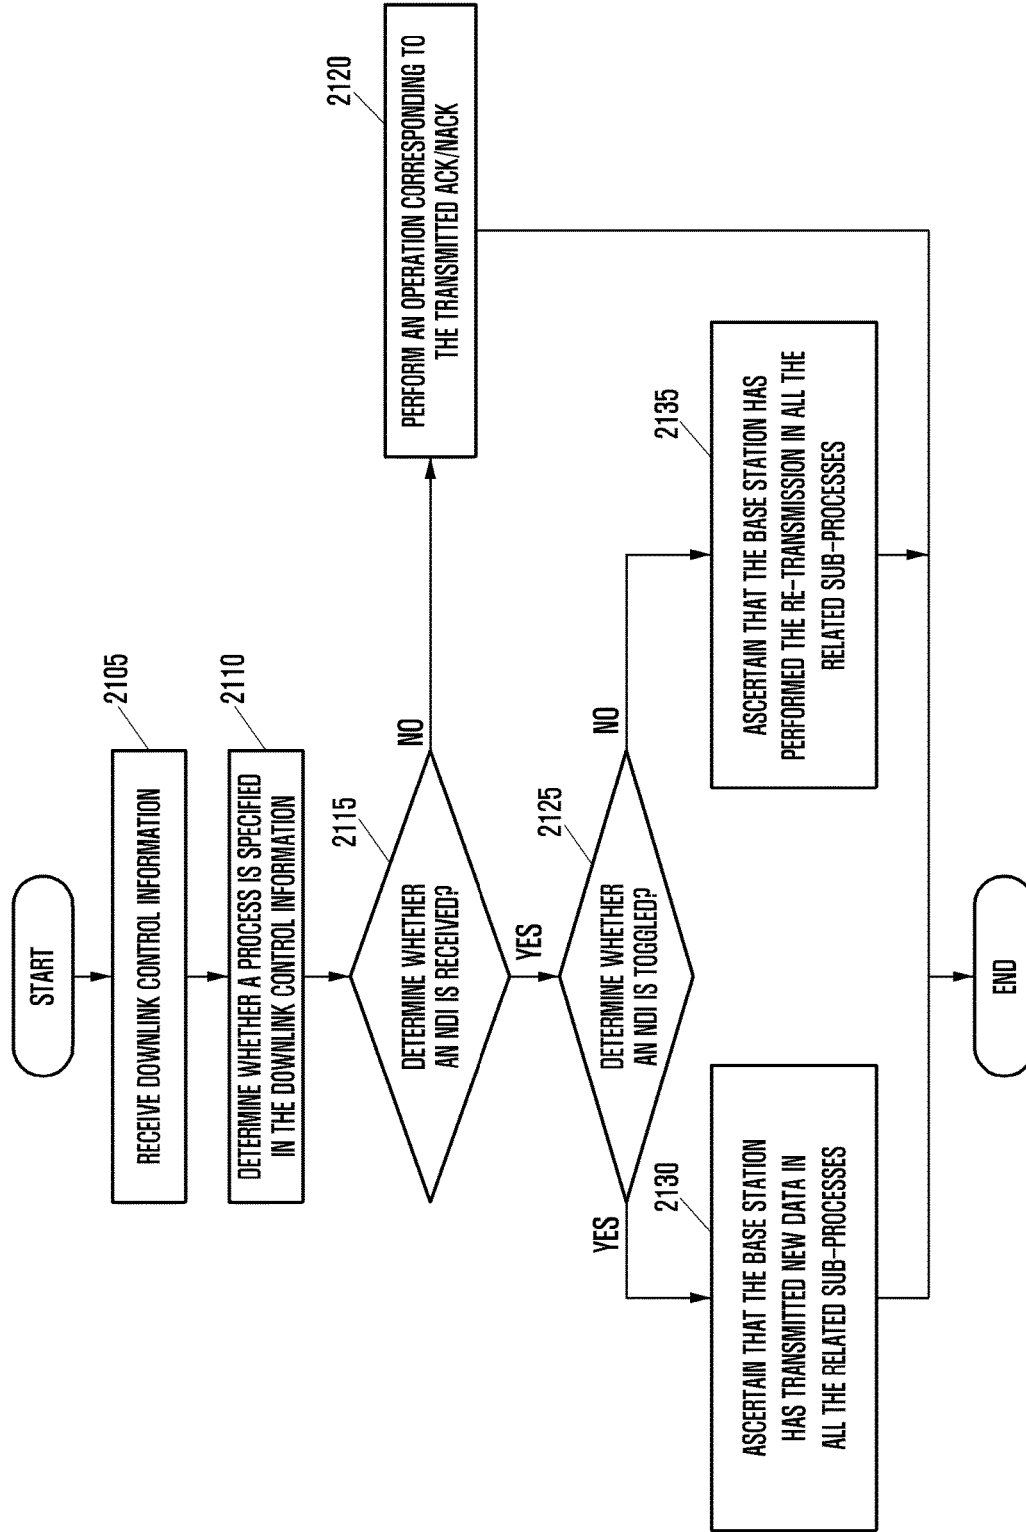 START
2105
RECEIVE DOWNLINK CONTROL INFORMATION
2110
DETERMINE WHETHER A PROCESS IS SPECIFIED
IN THE DOWNLINK CONTROL INFORMATION
2115
DETERMINE WHETHER
AN NDI IS RECEIVED?
NO
YES
2120
PERFORM AN OPERATION CORRESPONDING TO
THE TRANSMITTED ACK/NACK
2125
DETERMINE WHETHER
AN NDI IS TOGGLED?
YES
NO
2130
ASCERTAIN THAT THE BASE STATION
HAS TRANSMITTED NEW DATA IN
ALL THE RELATED SUB-PROCESSES
2135
ASCERTAIN THAT THE BASE STATION HAS
PERFORMED THE RE-TRANSMISSION IN ALL THE
RELATED SUB-PROCESSES
END